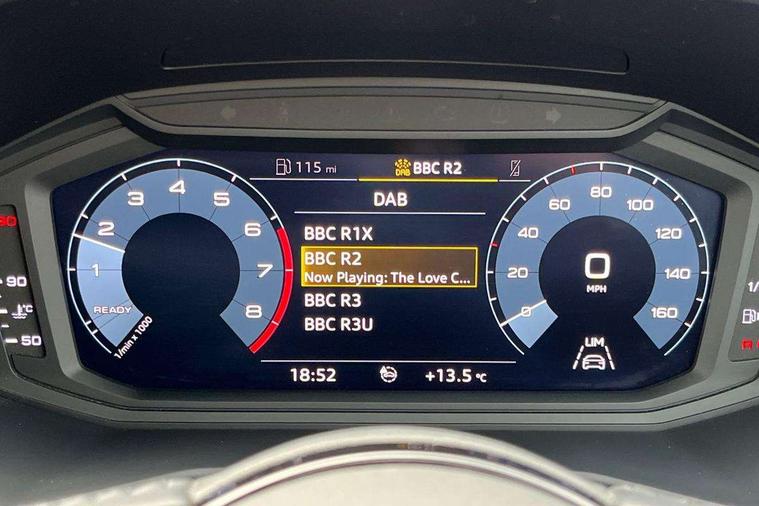 115 mi
DAB BBC R2
DAB
BBC R1X
BBC R2
Now Playing: The Love C...
BBC R3
BBC R3U
18:52
+13.5 °C
READY
1
2
3
4
5
6
7
8
1/min x 1000
0
20
40
60
80
100
120
140
160
0
MPH
LIM
90
°C
50